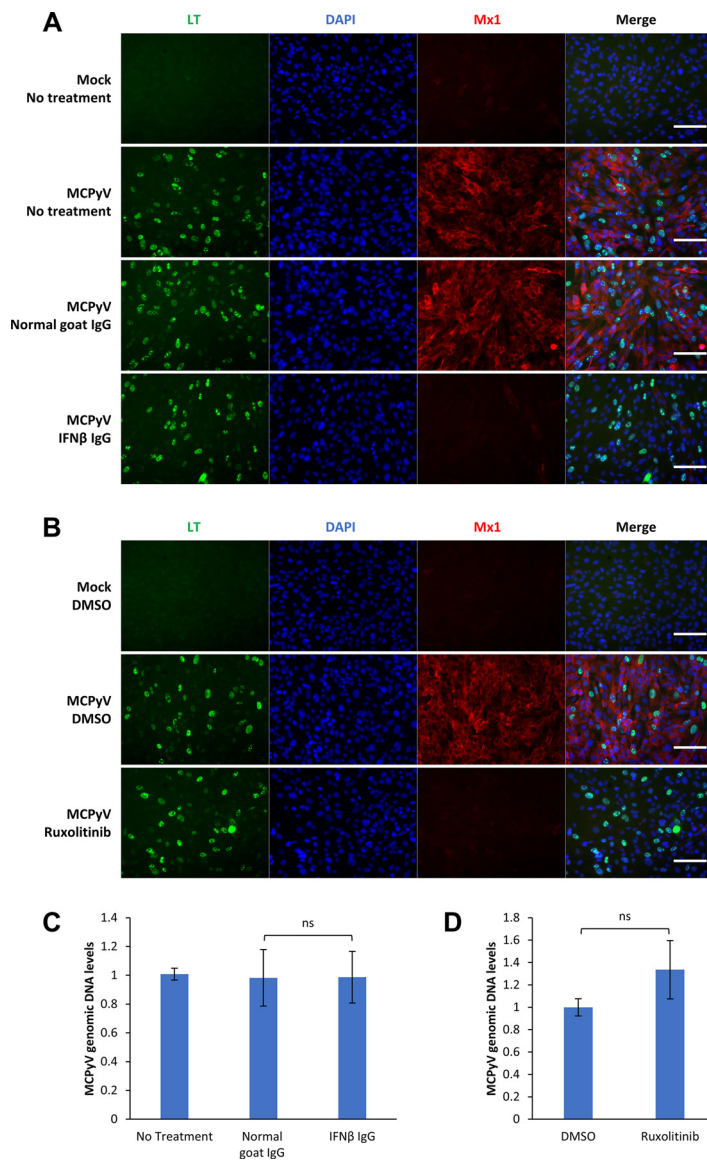 A
LT DAPI Mx1 Merge
Mock
No treatment
MCPyV
No treatment
MCPyV
Normal goat IgG
MCPyV
IFNβ IgG
B
LT DAPI Mx1 Merge
Mock
DMSO
MCPyV
DMSO
MCPyV
Ruxolitinib
C
MCPyV genomic DNA levels
1.4
1.2
1
0.8
0.6
0.4
0.2
0
ns
No Treatment Normal IFNβ IgG
goat IgG
D
MCPyV genomic DNA levels
1.8
1.6
1.4
1.2
1
0.8
0.6
0.4
0.2
0
ns
DMSO Ruxolitinib